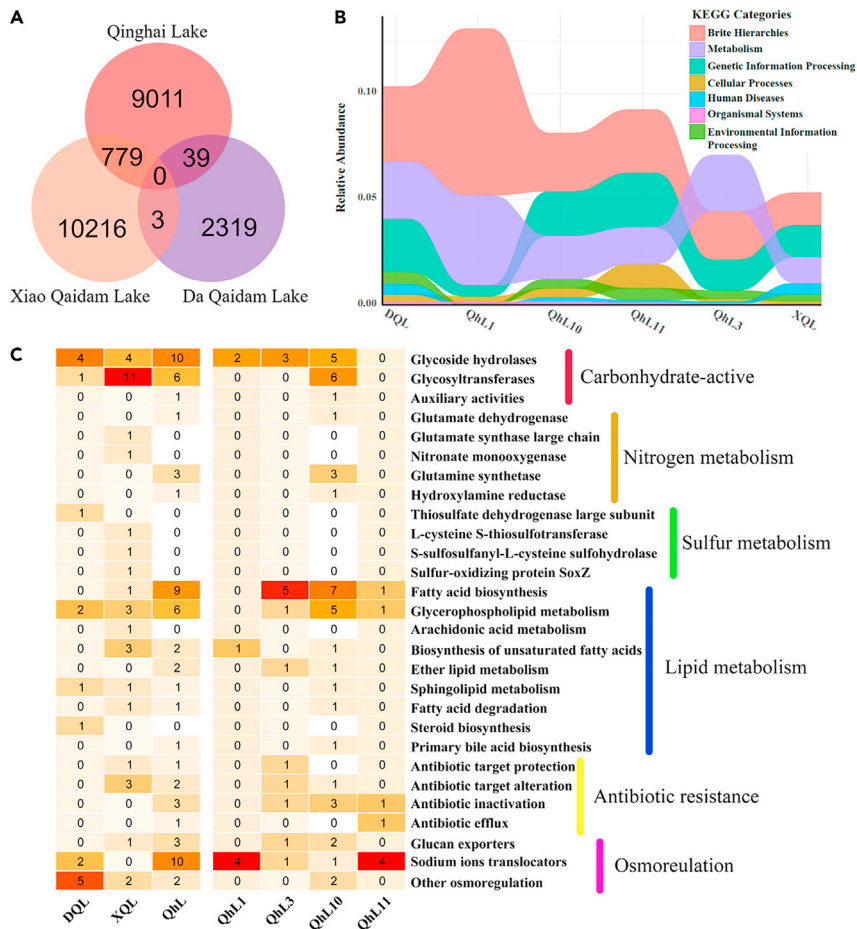 A
Qinghai Lake
9011
779
39
0
10216
3
2319
Xiao Qaidam Lake
Da Qaidam Lake
B
KEGG Categories
Brite Hierarchies
Metabolism
Genetic Information Processing
Cellular Processes
Human Diseases
Organismal Systems
Environmental Information
Processing
Relative Abundance
0.10
0.05
0.00
DQL
QhL1
QhL10
QhL11
QhL3
XQL
C
4 4 10 2 3 5 0 Glycoside hydrolases
1 11 6 0 0 6 0 Glycosyltransferases
0 0 1 0 0 1 0 Auxiliary activities
Carbonhydrate-active
0 0 1 0 0 1 0 Glutamate dehydrogenase
0 1 0 0 0 0 0 Glutamate synthase large chain
0 1 0 0 0 0 0 Nitronate monooxygenase
0 0 3 0 0 3 0 Glutamine synthetase
0 0 1 0 0 1 0 Hydroxylamine reductase
Nitrogen metabolism
1 0 0 0 0 0 0 Thiosulfate dehydrogenase large subunit
0 1 0 0 0 0 0 L-cysteine S-thiosulfotransferase
0 1 0 0 0 0 0 S-sulfosulfanyl-L-cysteine sulfohydrolase
0 1 0 0 0 0 0 Sulfur-oxidizing protein SoxZ
Sulfur metabolism
0 1 9 0 5 7 1 Fatty acid biosynthesis
2 3 6 0 1 5 1 Glycerophospholipid metabolism
0 1 0 0 0 0 0 Arachidonic acid metabolism
0 3 2 1 0 1 0 Biosynthesis of unsaturated fatty acids
0 0 2 0 1 1 0 Ether lipid metabolism
1 1 1 0 0 1 0 Sphingolipid metabolism
0 1 1 0 0 1 0 Fatty acid degradation
1 0 0 0 0 0 0 Steroid biosynthesis
0 0 1 0 0 1 0 Primary bile acid biosynthesis
Lipid metabolism
0 0 1 0 1 0 0 Antibiotic target protection
0 3 2 0 1 1 0 Antibiotic target alteration
0 0 3 0 1 3 1 Antibiotic inactivation
0 0 1 0 0 0 1 Antibiotic efflux
Antibiotic resistance
0 1 3 0 1 2 0 Glucan exporters
2 0 10 4 1 1 4 Sodium ions translocators
5 2 2 0 0 2 0 Other osmoregulation
Osmoreulation
DQL
XQL
QhL
QhL1
QhL3
QhL10
QhL11